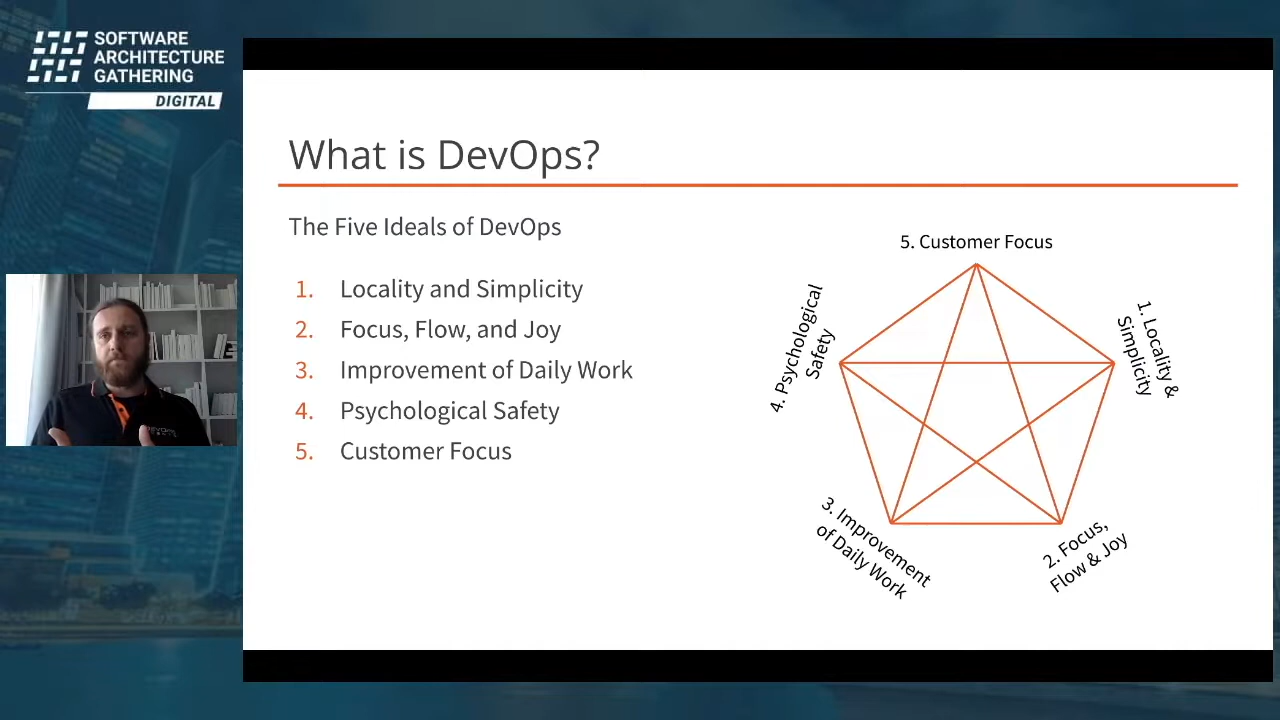 SOFTWARE
ARCHITECTURE
GATHERING
DIGITAL
What is DevOps?
The Five Ideals of DevOps
1. Locality and Simplicity
2. Focus, Flow, and Joy
3. Improvement of Daily Work
4. Psychological Safety
5. Customer Focus
5. Customer Focus
1. Locality &
Simplicity
2. Focus,
Flow & Joy
3. Improvement
of Daily Work
4. Psychological
Safety